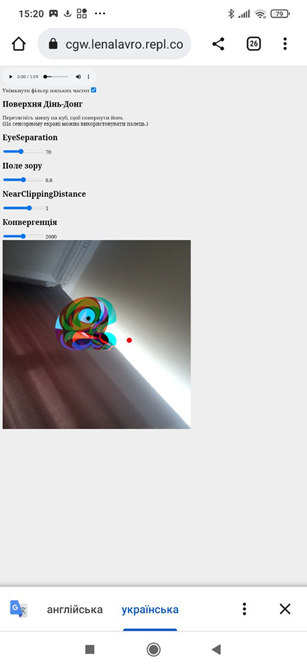 15:20
79
cgw.lenalavro.repl.co
26
0:00 / 3:59
Увімкнути фільтр низьких частот
Поверхня Дінь-Донг
Перетягніть мишу на куб, щоб повернути його.
(На сенсорному екрані можна використовувати палець.)
EyeSeparation
70
Поле зору
0.8
NearClippingDistance
5
Конвергенція
2000
англійська українська